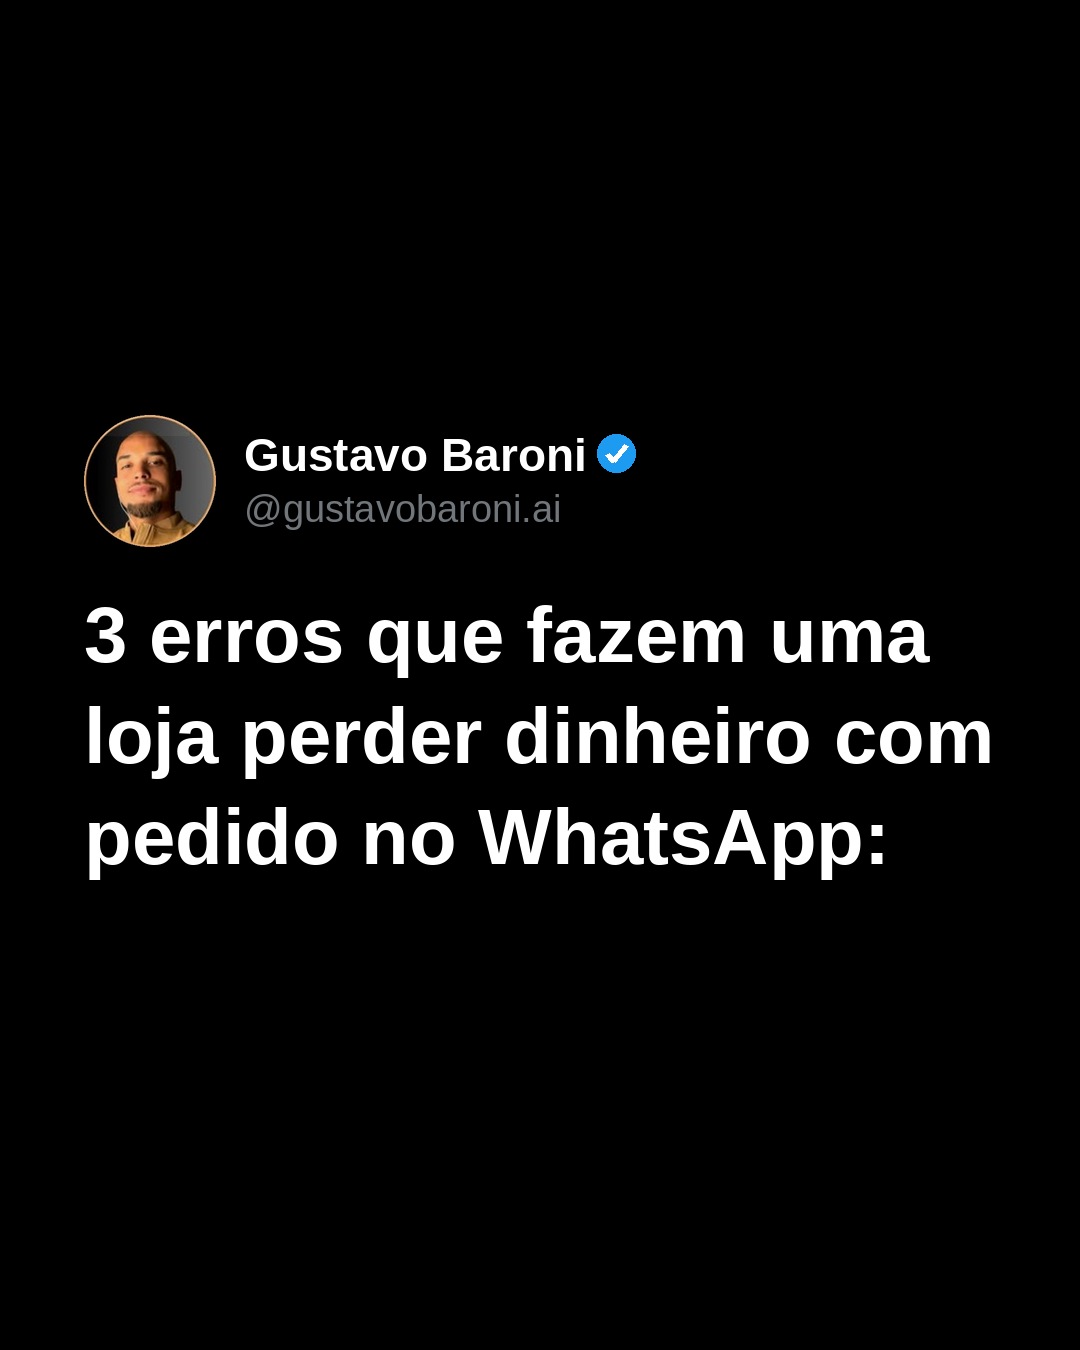 Gustavo Baroni
@gustavobaroni.ai
3 erros que fazem uma
loja perder dinheiro com
pedido no WhatsApp: